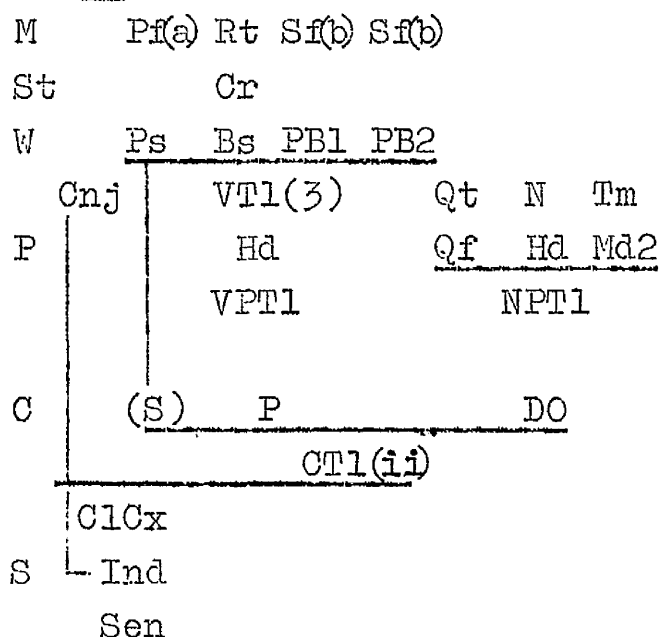 M Pf(a) Rt Sf(b) Sf(b)
St Cr
W Ps Bs PB1 PB2
Cnj VT1(3) Qt N Tm
P Hd Qf Hd Md2
VPT1 NPT1
C (S) P DO
CT1(ii)
ClCx
S Ind
Sen